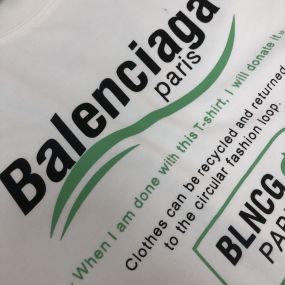 Balenciaga
paris
« When I am done with this T-shirt, I will donate it.»
Clothes can be recycled and returned
to the circular fashion loop.
BLNCG